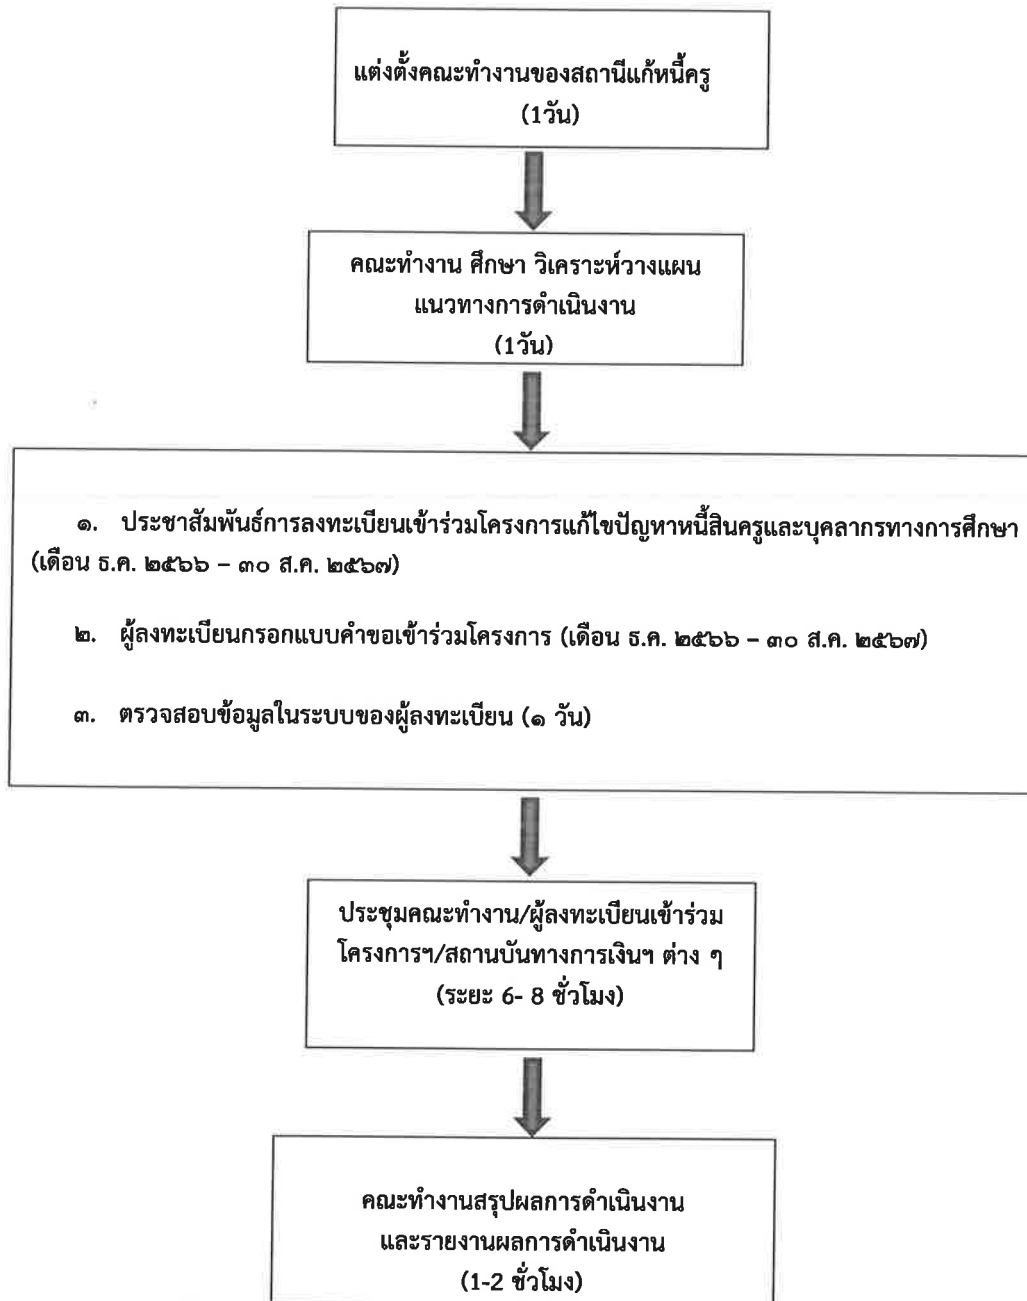 แต่งตั้งคณะทำงานของสถานีแก้หนี้ครู
(1วัน)
คณะทำงาน ศึกษา วิเคราะห์วางแผน
แนวทางการดำเนินงาน
(1วัน)
๑. ประชาสัมพันธ์การลงทะเบียนเข้าร่วมโครงการแก้ไขปัญหาหนี้สินครูและบุคลากรทางการศึกษา
(เดือน ธ.ค. ๒๕๖๖ – ๓๐ ส.ค. ๒๕๖๗)
๒. ผู้ลงทะเบียนกรอกแบบคำขอเข้าร่วมโครงการ (เดือน ธ.ค. ๒๕๖๖ – ๓๐ ส.ค. ๒๕๖๗)
๓. ตรวจสอบข้อมูลในระบบของผู้ลงทะเบียน (๑ วัน)
ประชุมคณะทำงาน/ผู้ลงทะเบียนเข้าร่วม
โครงการฯ/สถานบันทางการเงินฯ ต่าง ๆ
(ระยะ 6- 8 ชั่วโมง)
คณะทำงานสรุปผลการดำเนินงาน
และรายงานผลการดำเนินงาน
(1-2 ชั่วโมง)